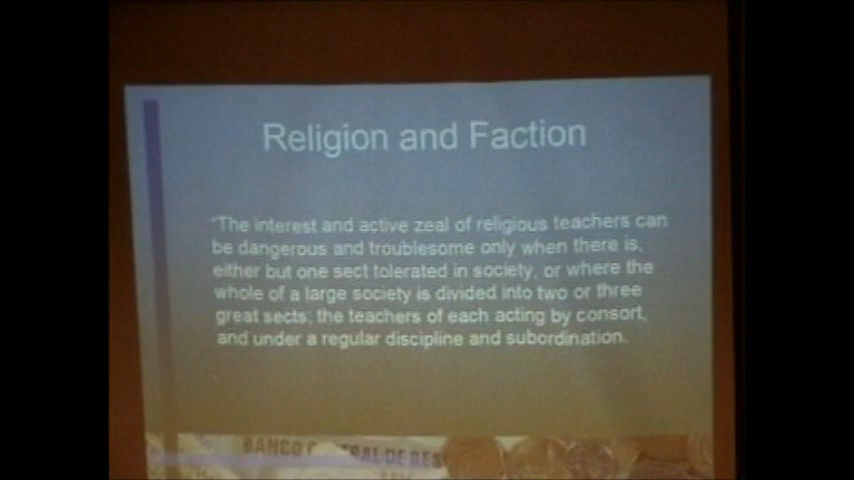 Religion and Faction
"The interest and active zeal of religious teachers can
be dangerous and troublesome only when there is,
either but one sect tolerated in society, or where the
whole of a large society is divided into two or three
great sects; the teachers of each acting by consort,
and under a regular discipline and subordination.
BANCO C TRAL DE RES